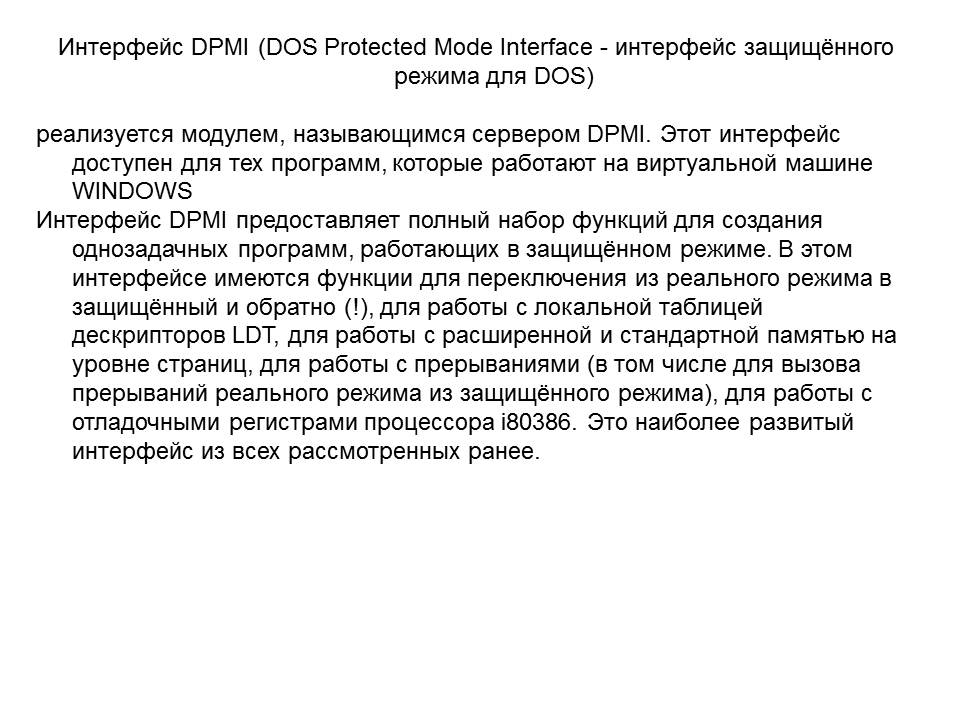 Интерфейс DPMI (DOS Protected Mode Interface - интерфейс защищённого
режима для DOS)
реализуется модулем, называющимся сервером DPMI. Этот интерфейс
доступен для тех программ, которые работают на виртуальной машине
WINDOWS
Интерфейс DPMI предоставляет полный набор функций для создания
однозадачных программ, работающих в защищённом режиме. В этом
интерфейсе имеются функции для переключения из реального режима в
защищённый и обратно (!), для работы с локальной таблицей
дескрипторов LDT, для работы с расширенной и стандартной памятью на
уровне страниц, для работы с прерываниями (в том числе для вызова
прерываний реального режима из защищённого режима), для работы с
отладочными регистрами процессора i80386. Это наиболее развитый
интерфейс из всех рассмотренных ранее.